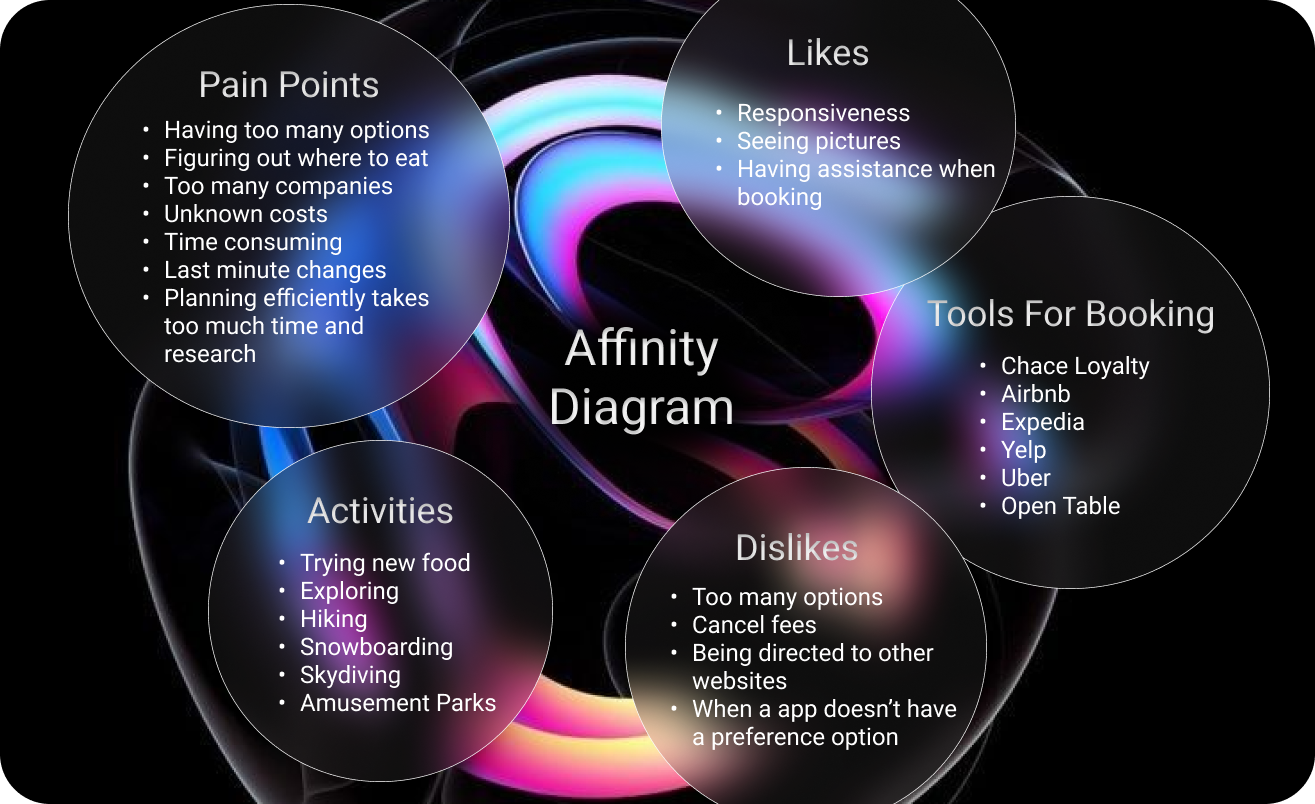 Pain Points
• Having too many options
• Figuring out where to eat
• Too many companies
• Unknown costs
• Time consuming
• Last minute changes
• Planning efficiently takes
too much time and
research
Likes
• Responsiveness
• Seeing pictures
• Having assistance when
booking
Affinity
Diagram
Tools For Booking
• Chace Loyalty
• Airbnb
• Expedia
• Yelp
• Uber
• Open Table
Activities
• Trying new food
• Exploring
• Hiking
• Snowboarding
• Skydiving
• Amusement Parks
Dislikes
• Too many options
• Cancel fees
• Being directed to other
websites
• When a app doesn’t have
a preference option